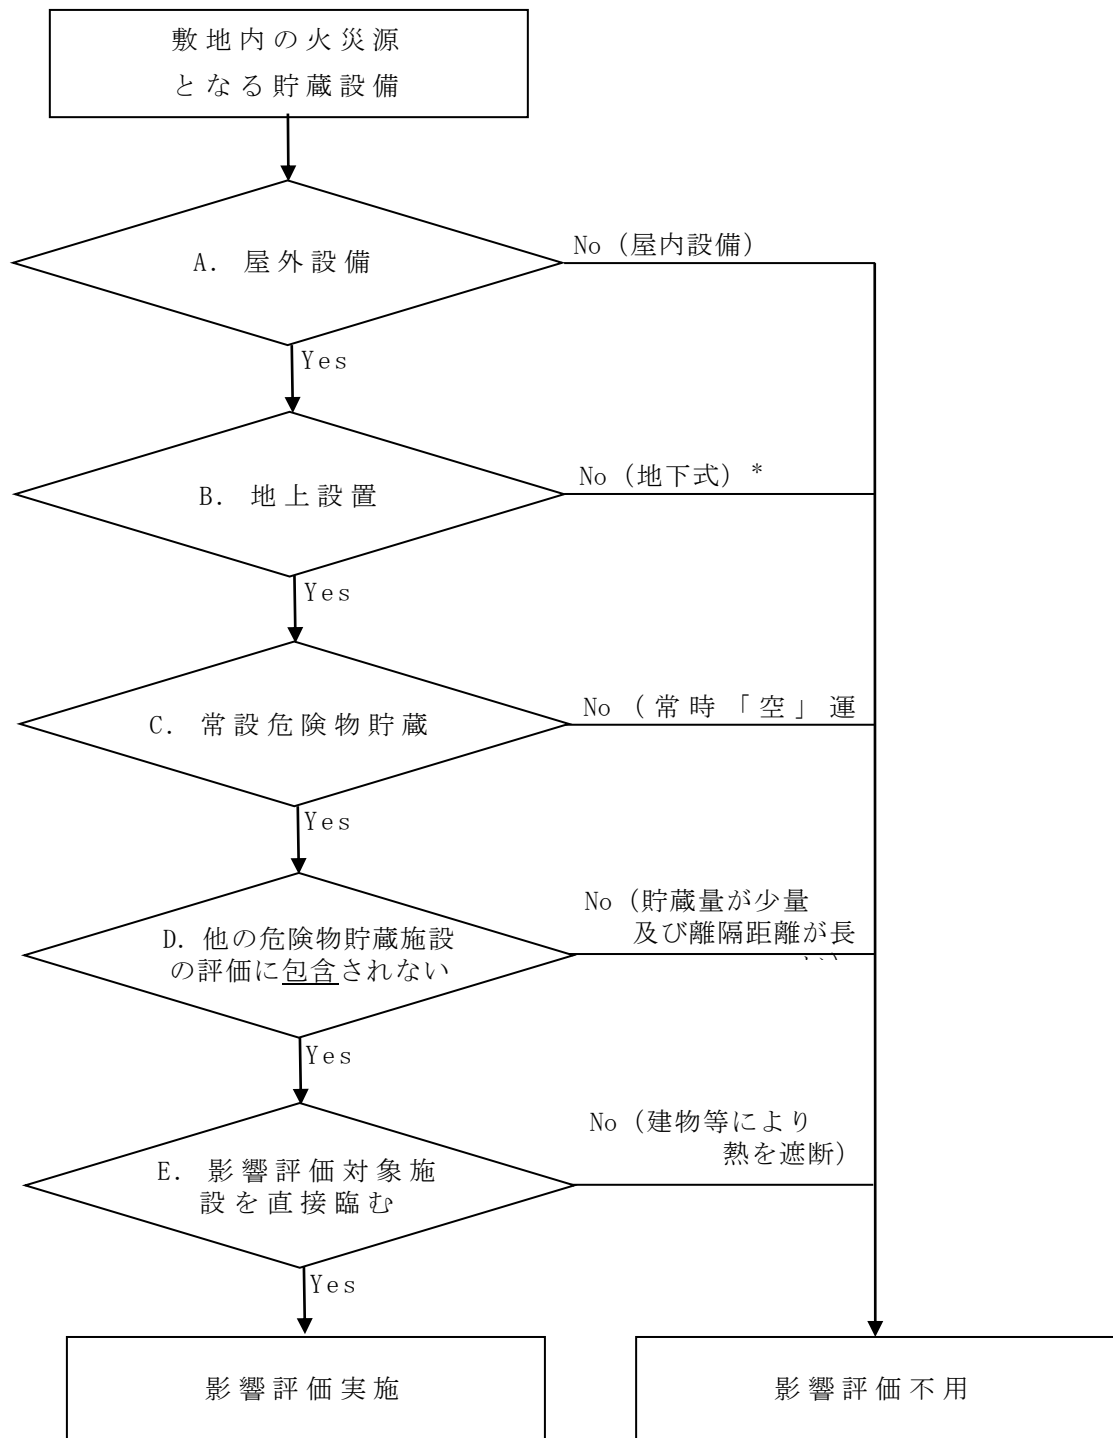 敷地内の火災源
となる貯蔵設備
A. 屋外設備
No（屋内設備）
Yes
B. 地上設置
No（地下式）*
Yes
C. 常設危険物貯蔵
No（常時「空」運
Yes
D. 他の危険物貯蔵施設
の評価に包含されない
No（貯蔵量が少量
及び離隔距離が長
Yes
E. 影響評価対象施
設を直接臨む
No（建物等により
熱を遮断）
Yes
影響評価実施
影響評価不用